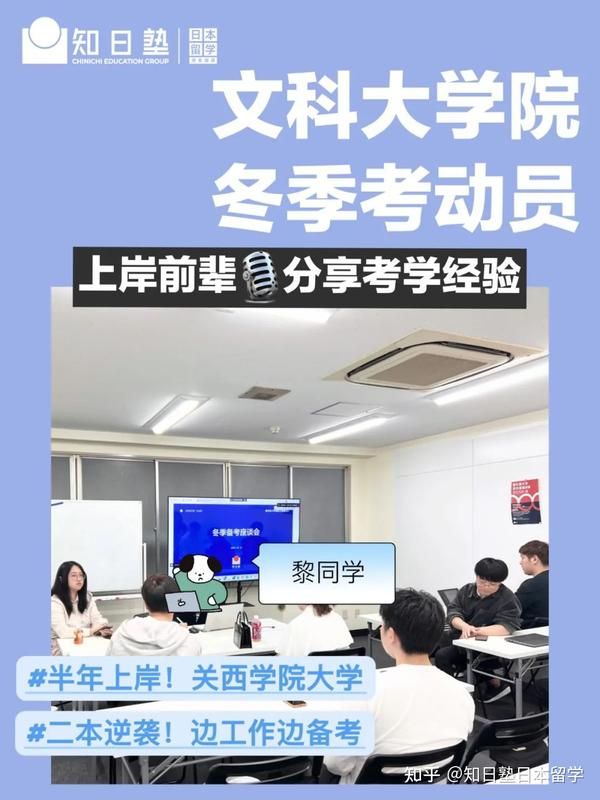 知日塾
CHINICHI EDUCATION GROUP
日本
留学
文科大学院
冬季考动员
上岸前辈🎙分享考学经验
冬季备考座谈会
黎同学
#半年上岸！关西学院大学
#二本逆袭！边工作边备考
知乎 @知日塾日本留学